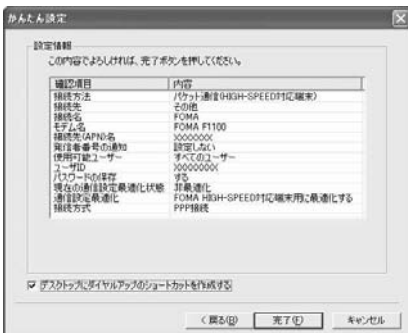 かんたん設定
設定情報
この内容でよろしければ、完了ボタンを押してください。
確認項目 内容
接続方法 パケット通信(HIGH-SPEED対応端末)
接続先 その他
接続名 FOMA
モデム名 FOMA F1100
接続先(APN)名 XXXXXXX
発信者番号の通知 設定しない
使用可能ユーザー すべてのユーザー
ユーザID XXXXXXXX
パスワードの保存 する
現在の通信設定最適化状態 非最適化
通信設定最適化 FOMA HIGH-SPEED対応端末用に最適化する
接続方式 PPP接続
デスクトップにダイヤルアップのショートカットを作成する
< 戻る(B) 完了(F) キャンセル